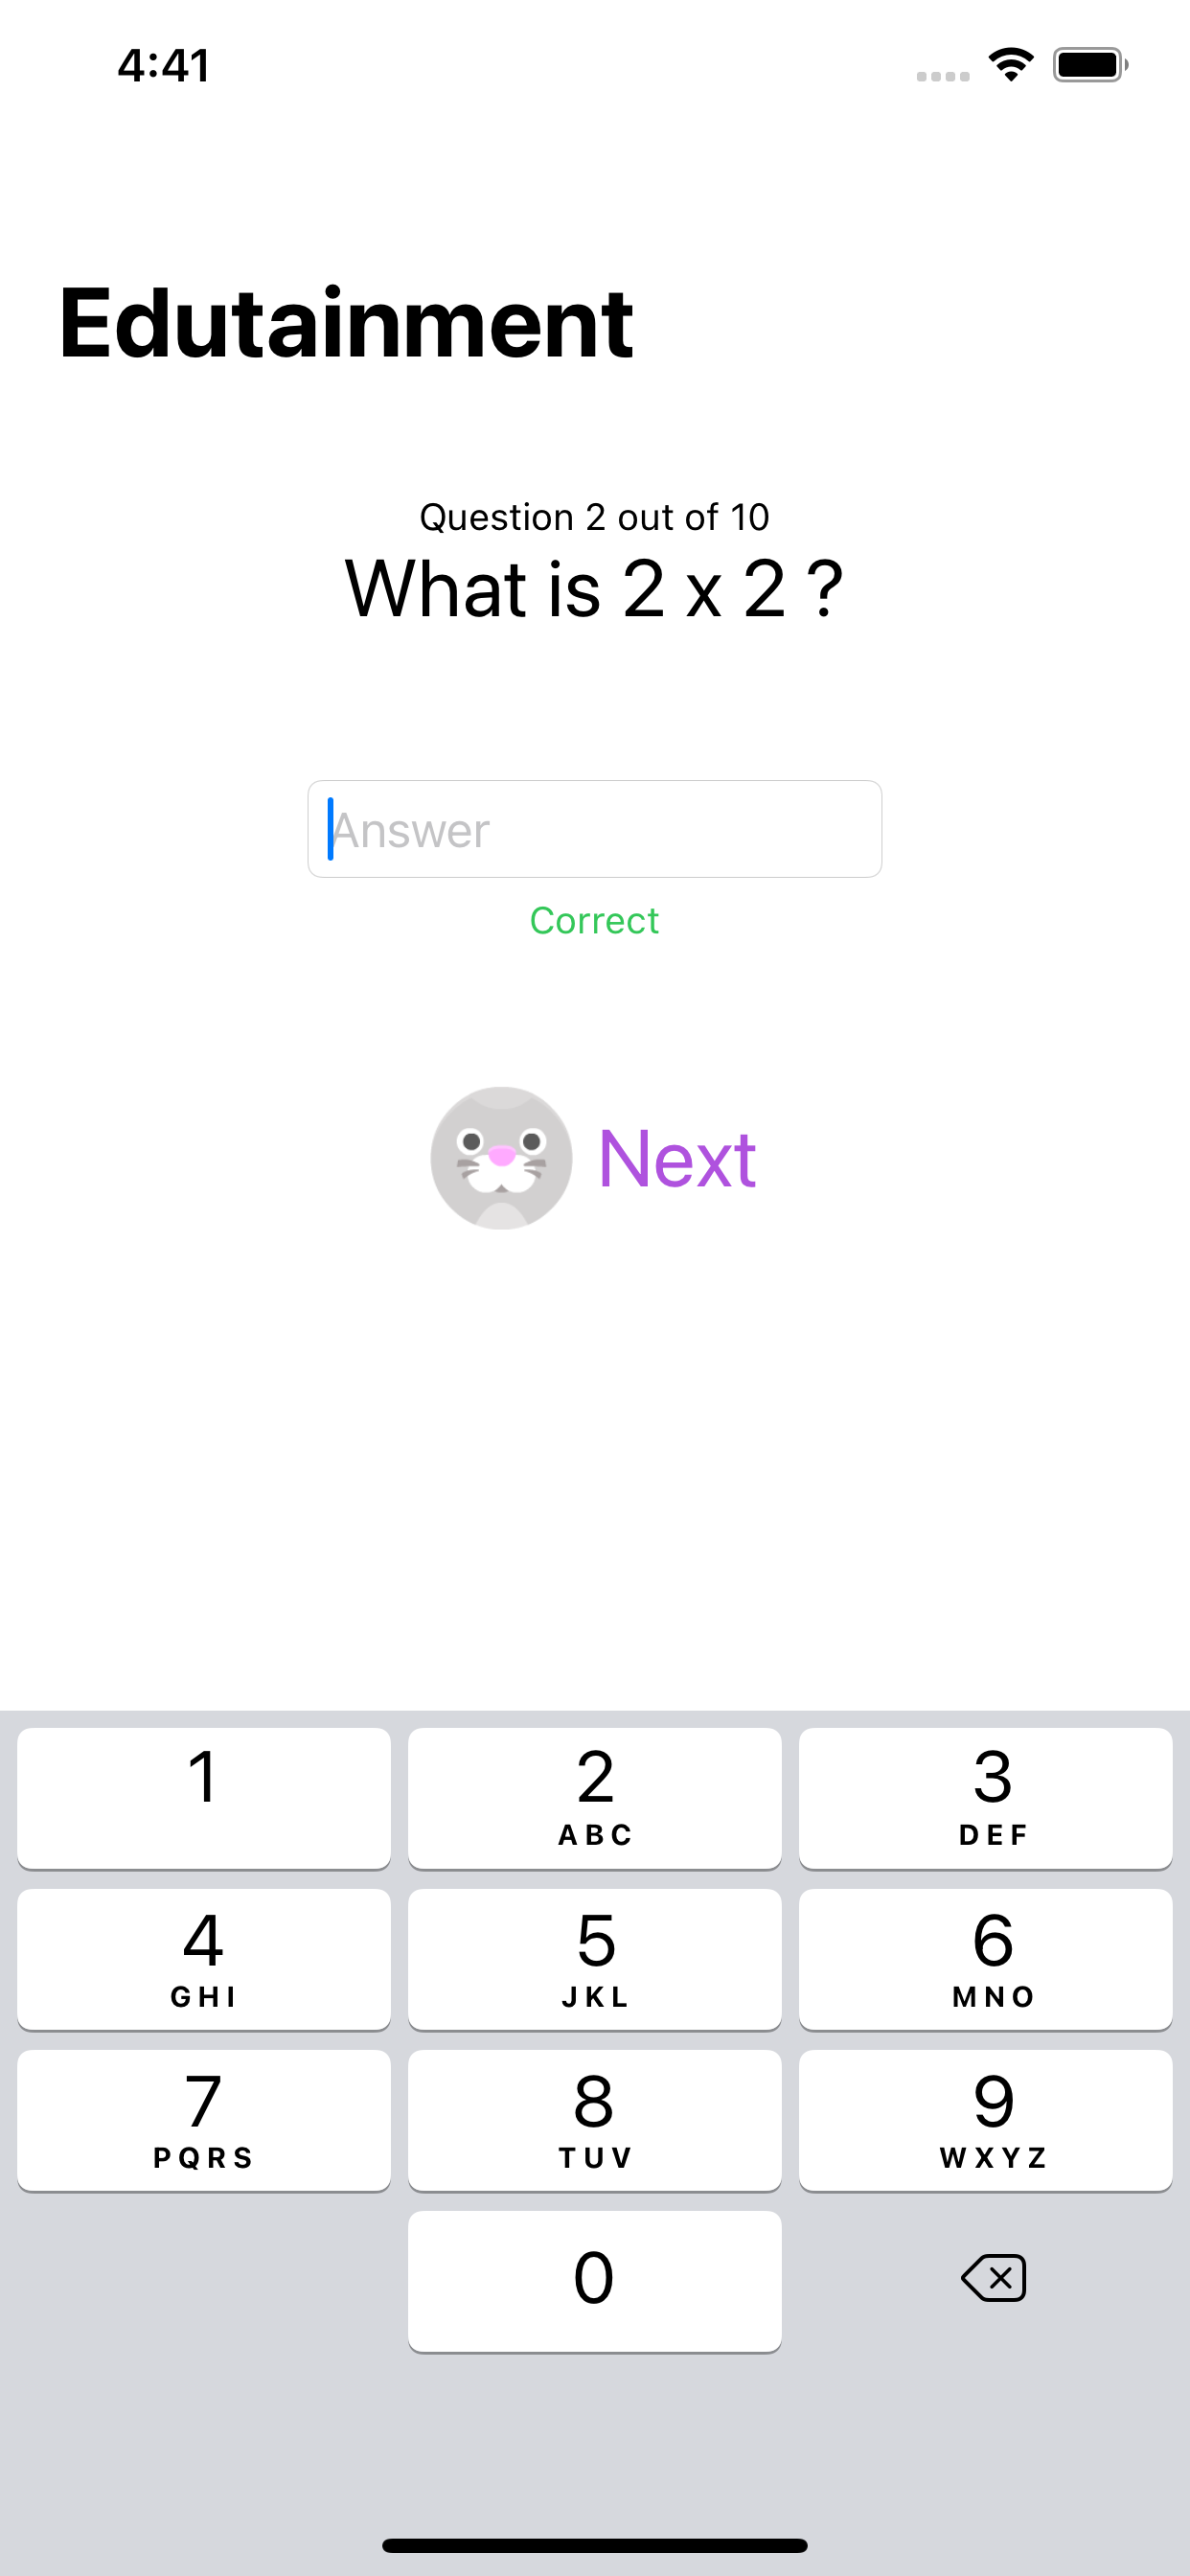 4:41
Edutainment
Question 2 out of 10
What is 2 x 2 ?
Answer
Correct
Next
1
2
ABC
3
DEF
4
GHI
5
JKL
6
MNO
7
PQRS
8
TUV
9
WXYZ
0